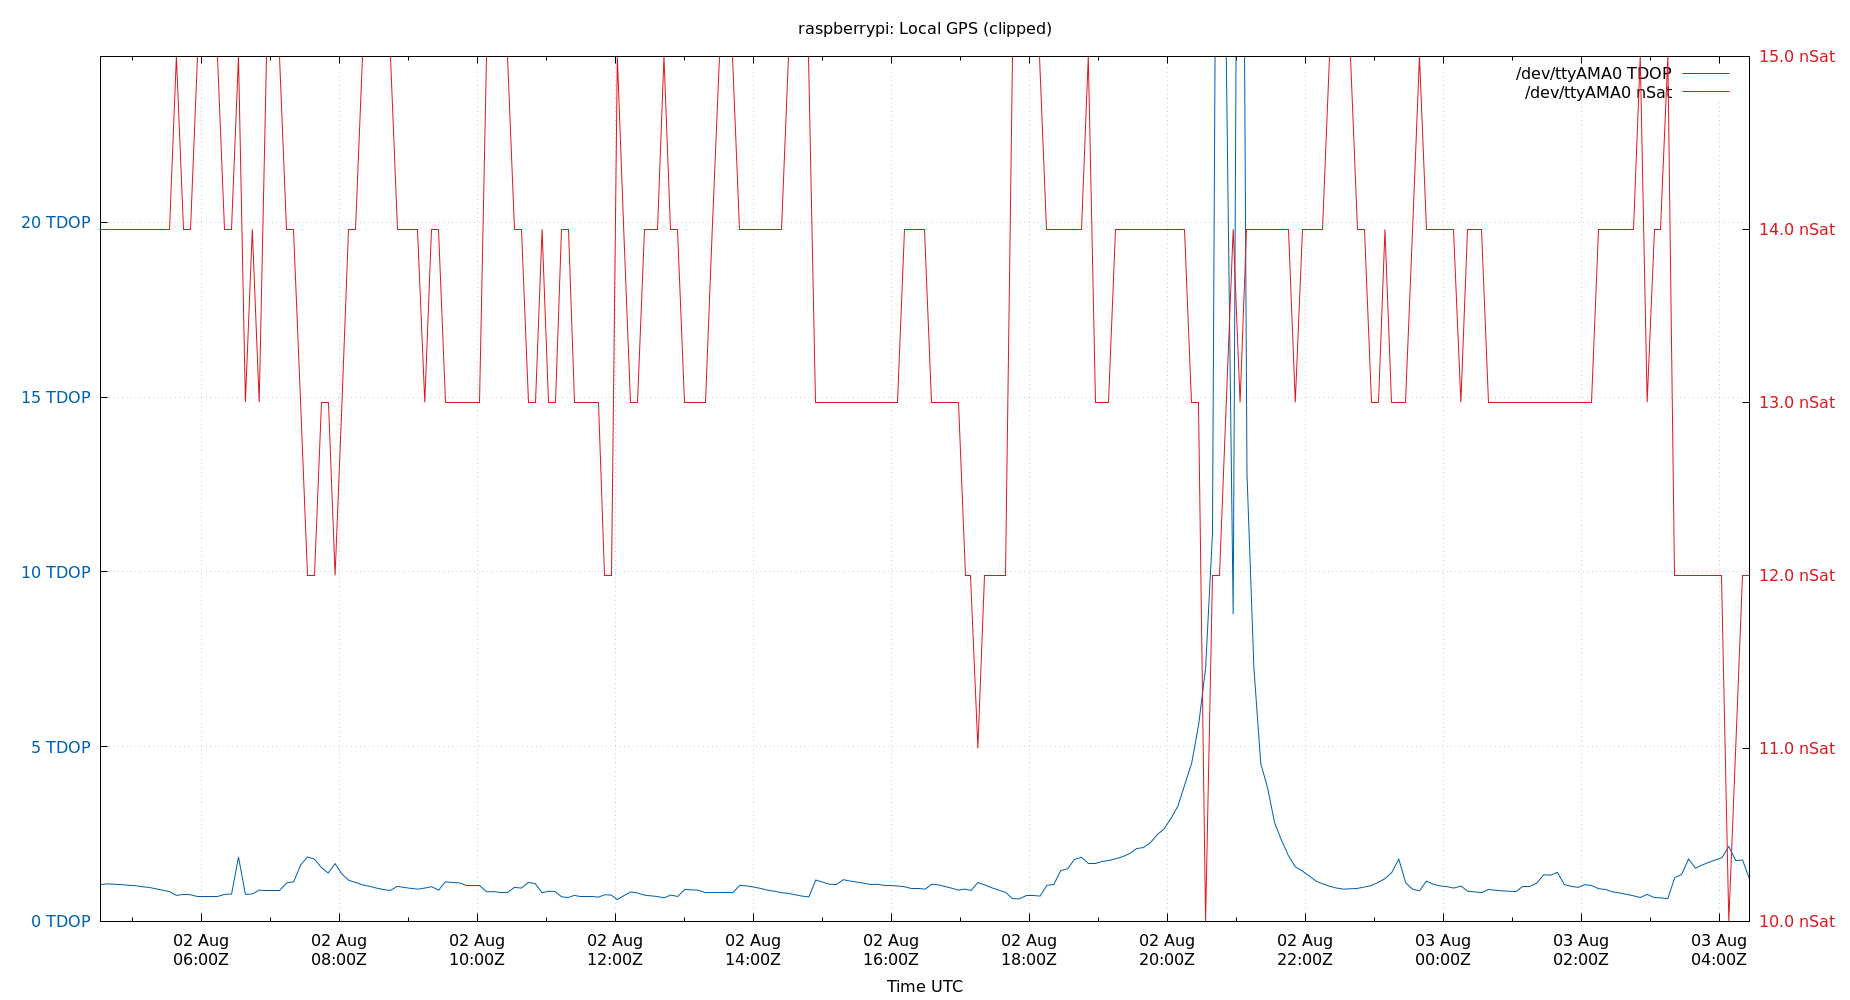 raspberrypi: Local GPS (clipped)
/dev/ttyAMA0 TDOP
/dev/ttyAMA0 nSat
20 TDOP
15 TDOP
10 TDOP
5 TDOP
0 TDOP
15.0 nSat
14.0 nSat
13.0 nSat
12.0 nSat
11.0 nSat
10.0 nSat
02 Aug
06:00Z
02 Aug
08:00Z
02 Aug
10:00Z
02 Aug
12:00Z
02 Aug
14:00Z
02 Aug
16:00Z
02 Aug
18:00Z
02 Aug
20:00Z
02 Aug
22:00Z
03 Aug
00:00Z
03 Aug
02:00Z
03 Aug
04:00Z
Time UTC